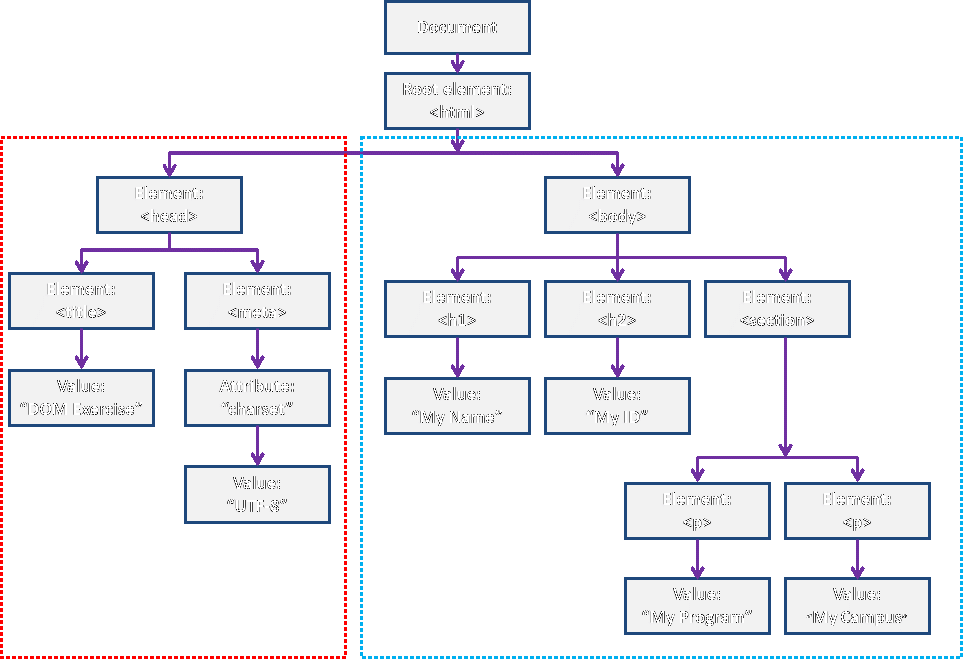 Document
Root element:
<html>
Element:
<head>
Element:
<body>
Element:
<title>
Element:
<meta>
Element:
<h1>
Element:
<h2>
Element:
<section>
Value:
“DOM Exercise”
Attribute:
“charset”
Value:
“My Name”
Value:
“My ID”
Value:
“UTF-8”
Element:
<p>
Element:
<p>
Value:
“My Program”
Value:
“My Campus”